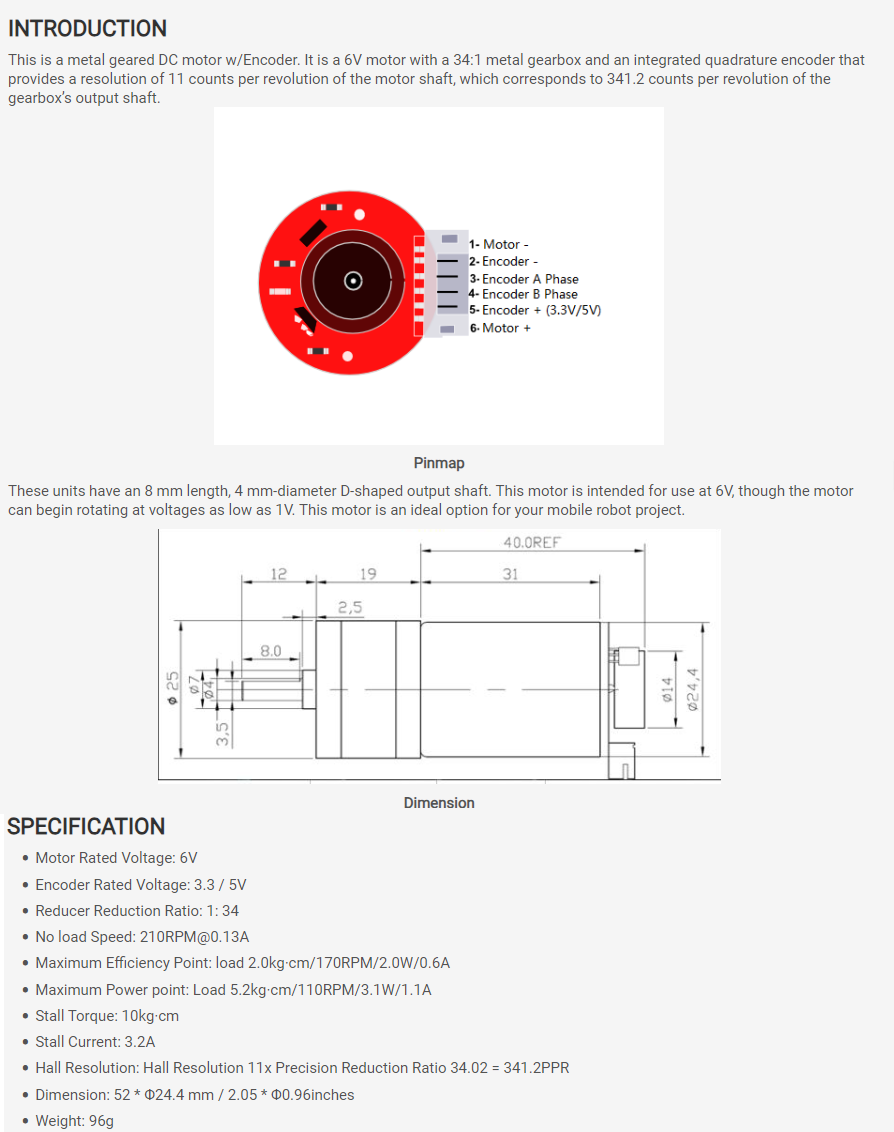 INTRODUCTION
This is a metal geared DC motor w/Encoder. It is a 6V motor with a 34:1 metal gearbox and an integrated quadrature encoder that
provides a resolution of 11 counts per revolution of the motor shaft, which corresponds to 341.2 counts per revolution of the
gearbox's output shaft.
1- Motor -
2- Encoder -
3- Encoder A Phase
4- Encoder B Phase
5- Encoder + (3.3V/5V)
6- Motor +
Pinmap
These units have an 8 mm length, 4 mm-diameter D-shaped output shaft. This motor is intended for use at 6V, though the motor
can begin rotating at voltages as low as 1V. This motor is an ideal option for your mobile robot project.
40.0REF
12
19
31
2,5
8.0
Ø 25
Ø7
Ø4
3,5
Ø14
Ø24,4
Dimension
SPECIFICATION
• Motor Rated Voltage: 6V
• Encoder Rated Voltage: 3.3 / 5V
• Reducer Reduction Ratio: 1: 34
• No load Speed: 210RPM@0.13A
• Maximum Efficiency Point: load 2.0kg·cm/170RPM/2.0W/0.6A
• Maximum Power point: Load 5.2kg·cm/110RPM/3.1W/1.1A
• Stall Torque: 10kg·cm
• Stall Current: 3.2A
• Hall Resolution: Hall Resolution 11x Precision Reduction Ratio 34.02 = 341.2PPR
• Dimension: 52 * Φ24.4 mm / 2.05 * Φ0.96inches
• Weight: 96g